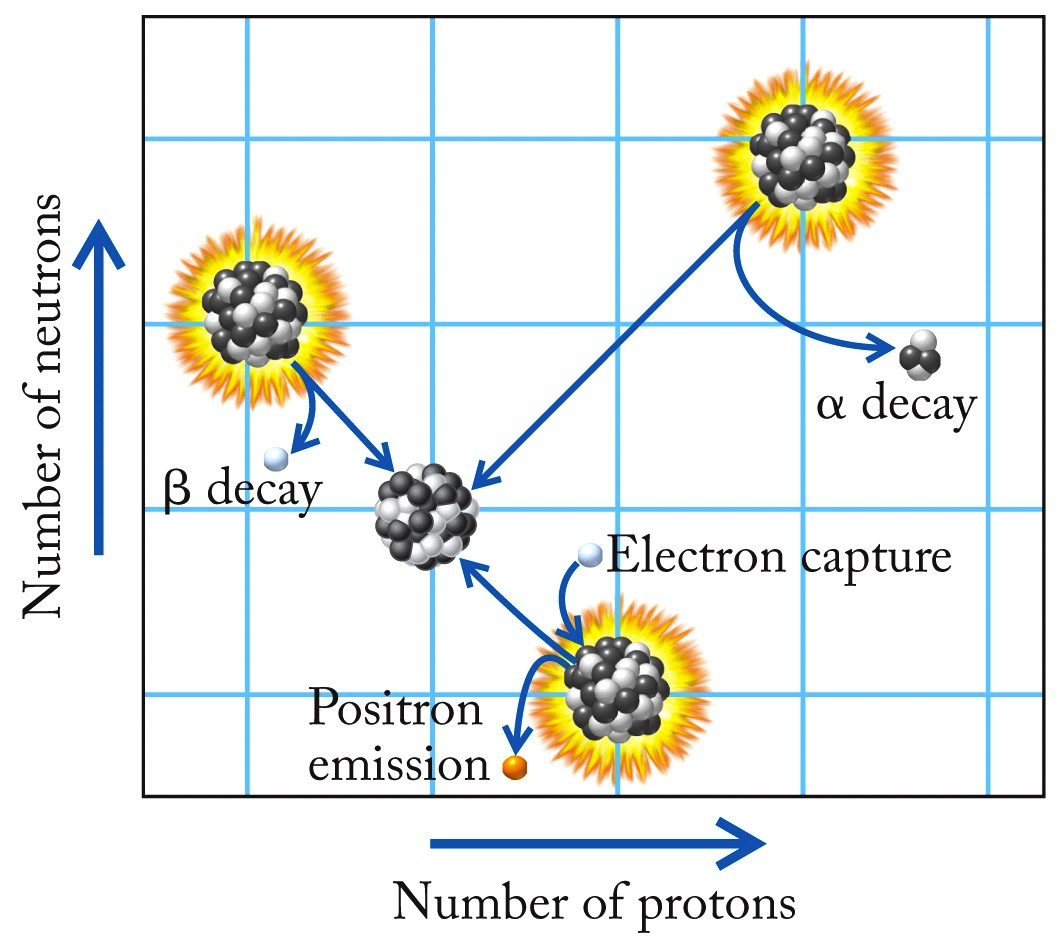 Number of neutrons
α decay
β decay
Electron capture
Positron
emission
Number of protons